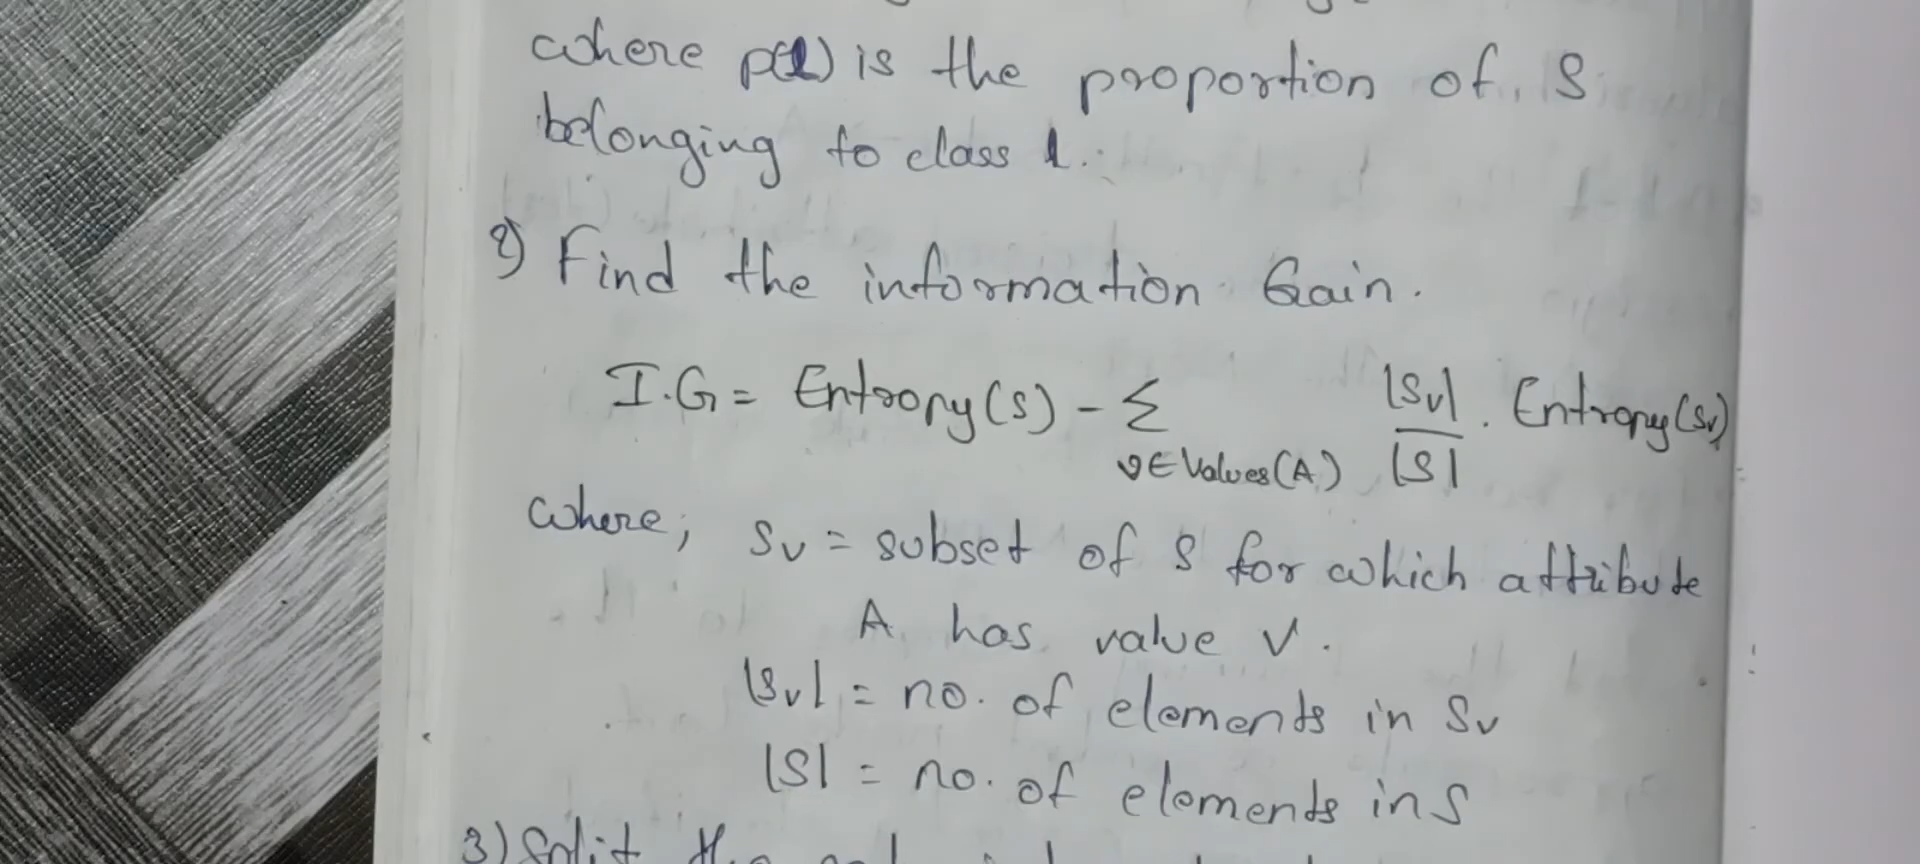 where p(l) is the proportion of S
belonging to class l.
2) Find the information Gain.
I.G = Entropy(S) - Σ v∈Values(A) |Sv| / |S| . Entropy(Sv)
where, Sv = subset of S for which attribute
A has value v.
|Sv| = no. of elements in Sv
|S| = no. of elements in S
3) Split the